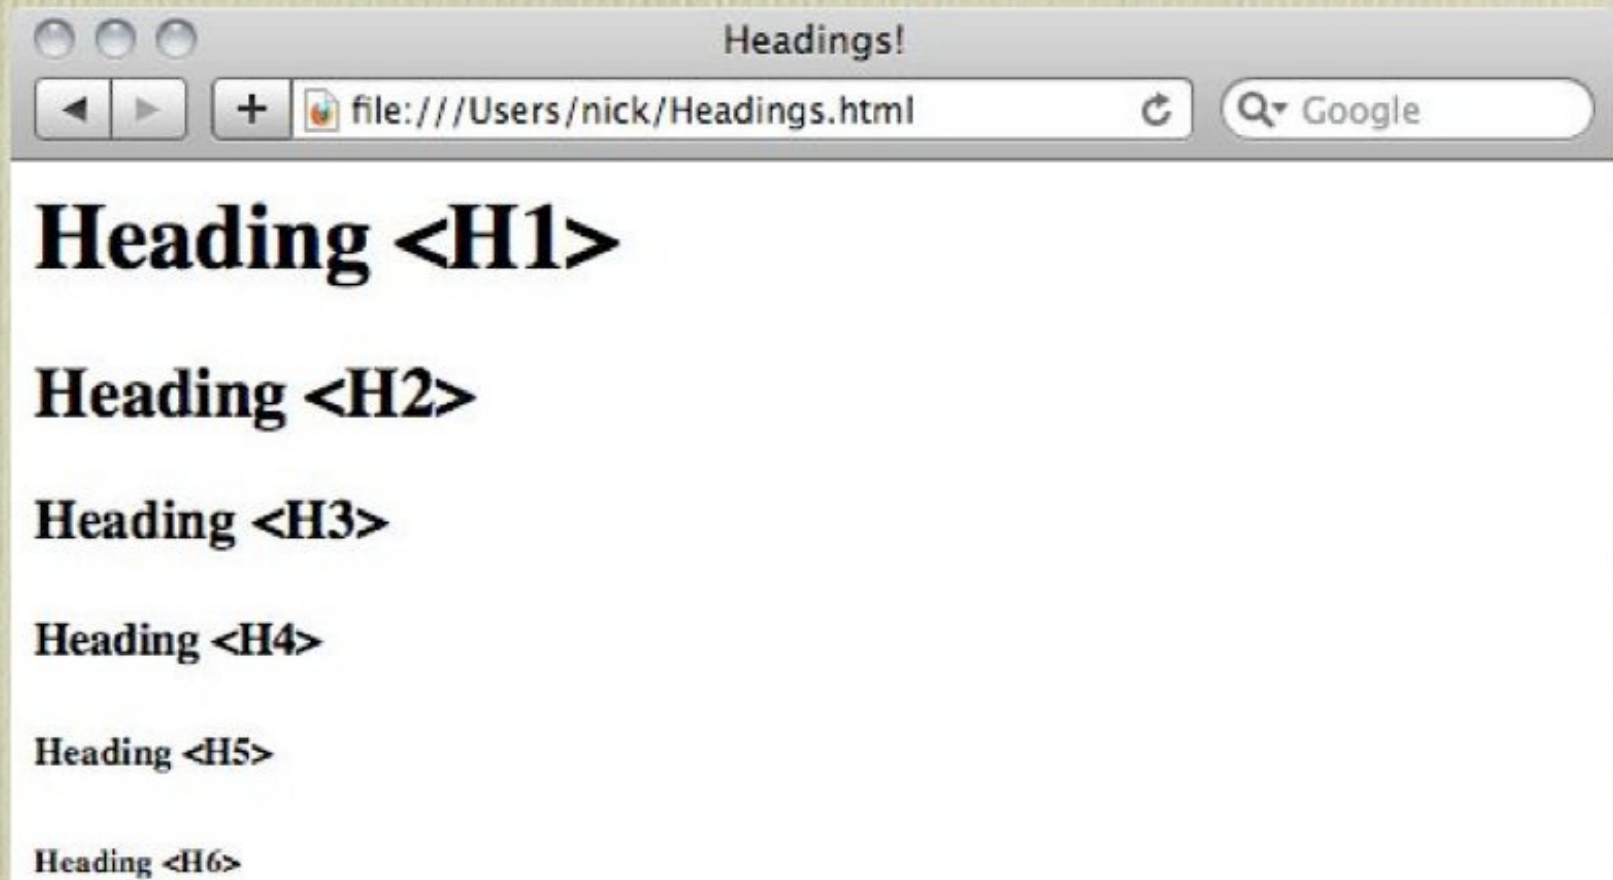 Headings!
file:///Users/nick/Headings.html
Google
Heading <H1>
Heading <H2>
Heading <H3>
Heading <H4>
Heading <H5>
Heading <H6>